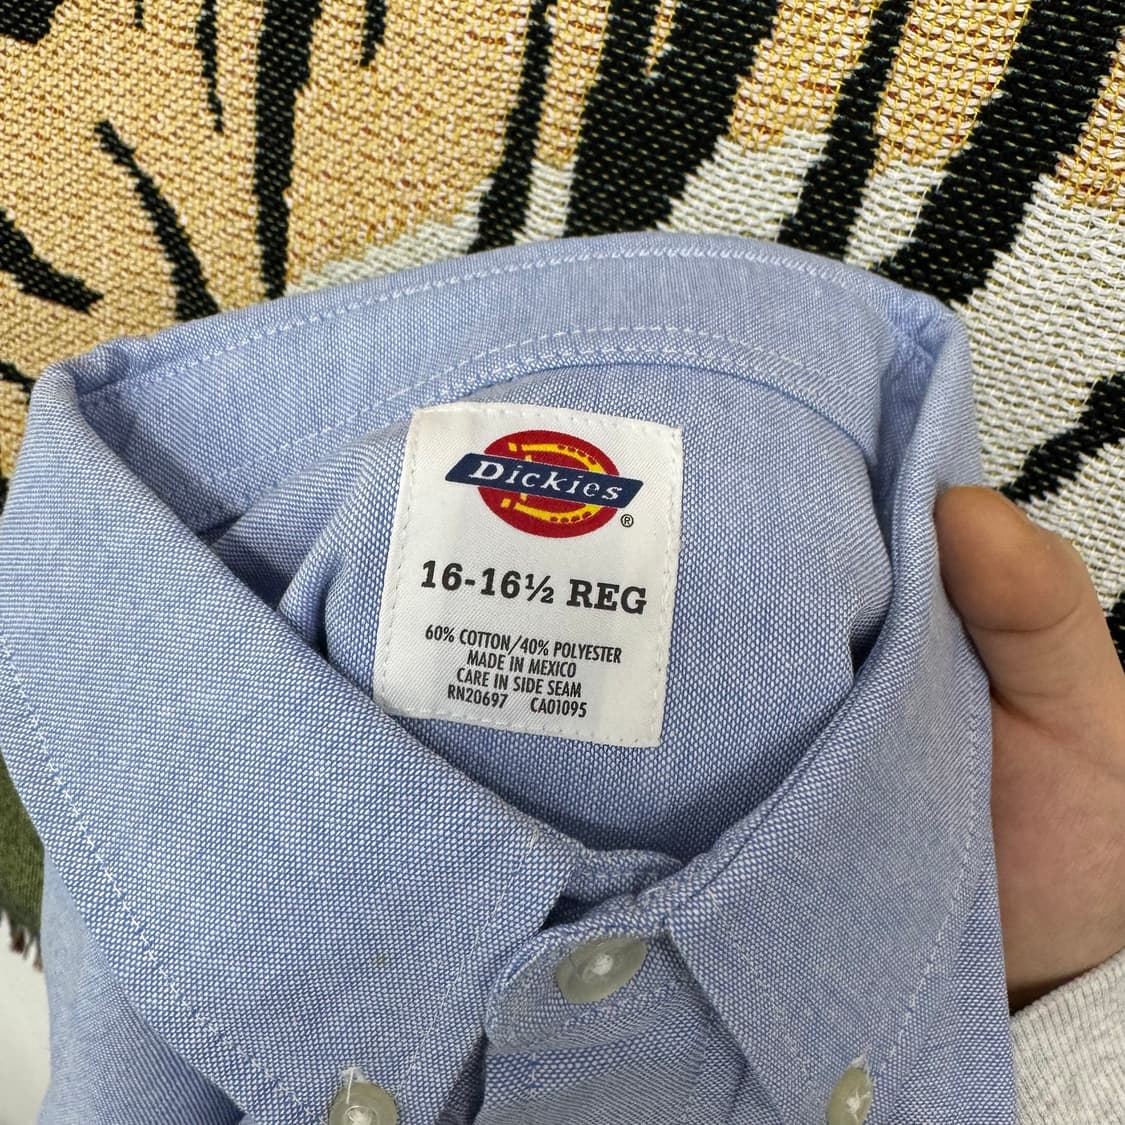 Dickies
®
16-16½ REG
60% COTTON/40% POLYESTER
MADE IN MEXICO
CARE IN SIDE SEAM
RN20697 CA01095